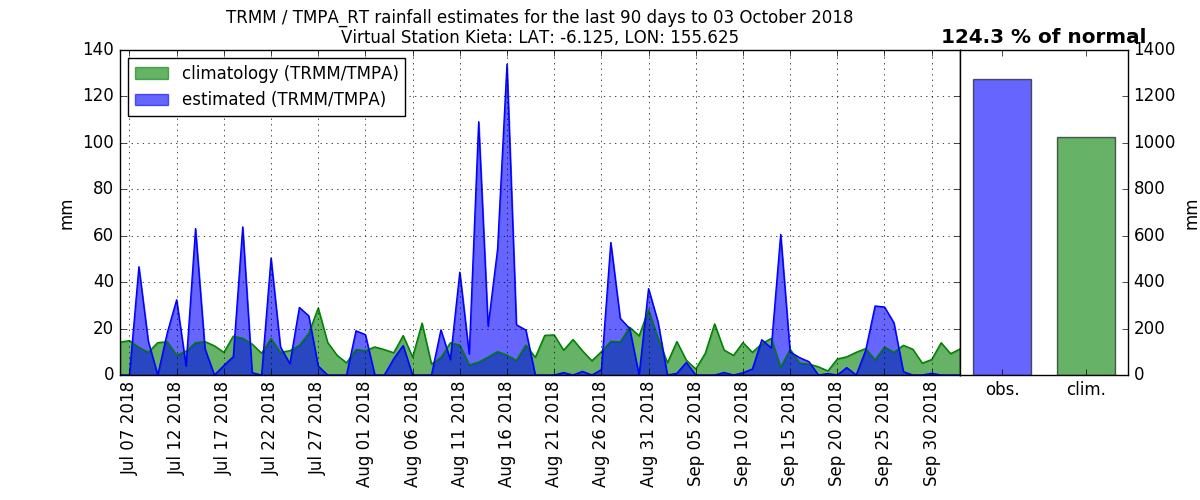 TRMM / TMPA_RT rainfall estimates for the last 90 days to 03 October 2018
Virtual Station Kieta: LAT: -6.125, LON: 155.625
124.3 % of normal
climatology (TRMM/TMPA)
estimated (TRMM/TMPA)
mm
140
120
100
80
60
40
20
0
Jul 07 2018
Jul 12 2018
Jul 17 2018
Jul 22 2018
Jul 27 2018
Aug 01 2018
Aug 06 2018
Aug 11 2018
Aug 16 2018
Aug 21 2018
Aug 26 2018
Aug 31 2018
Sep 05 2018
Sep 10 2018
Sep 15 2018
Sep 20 2018
Sep 25 2018
Sep 30 2018
obs.
clim.
1400
1200
1000
800
600
400
200
0
mm